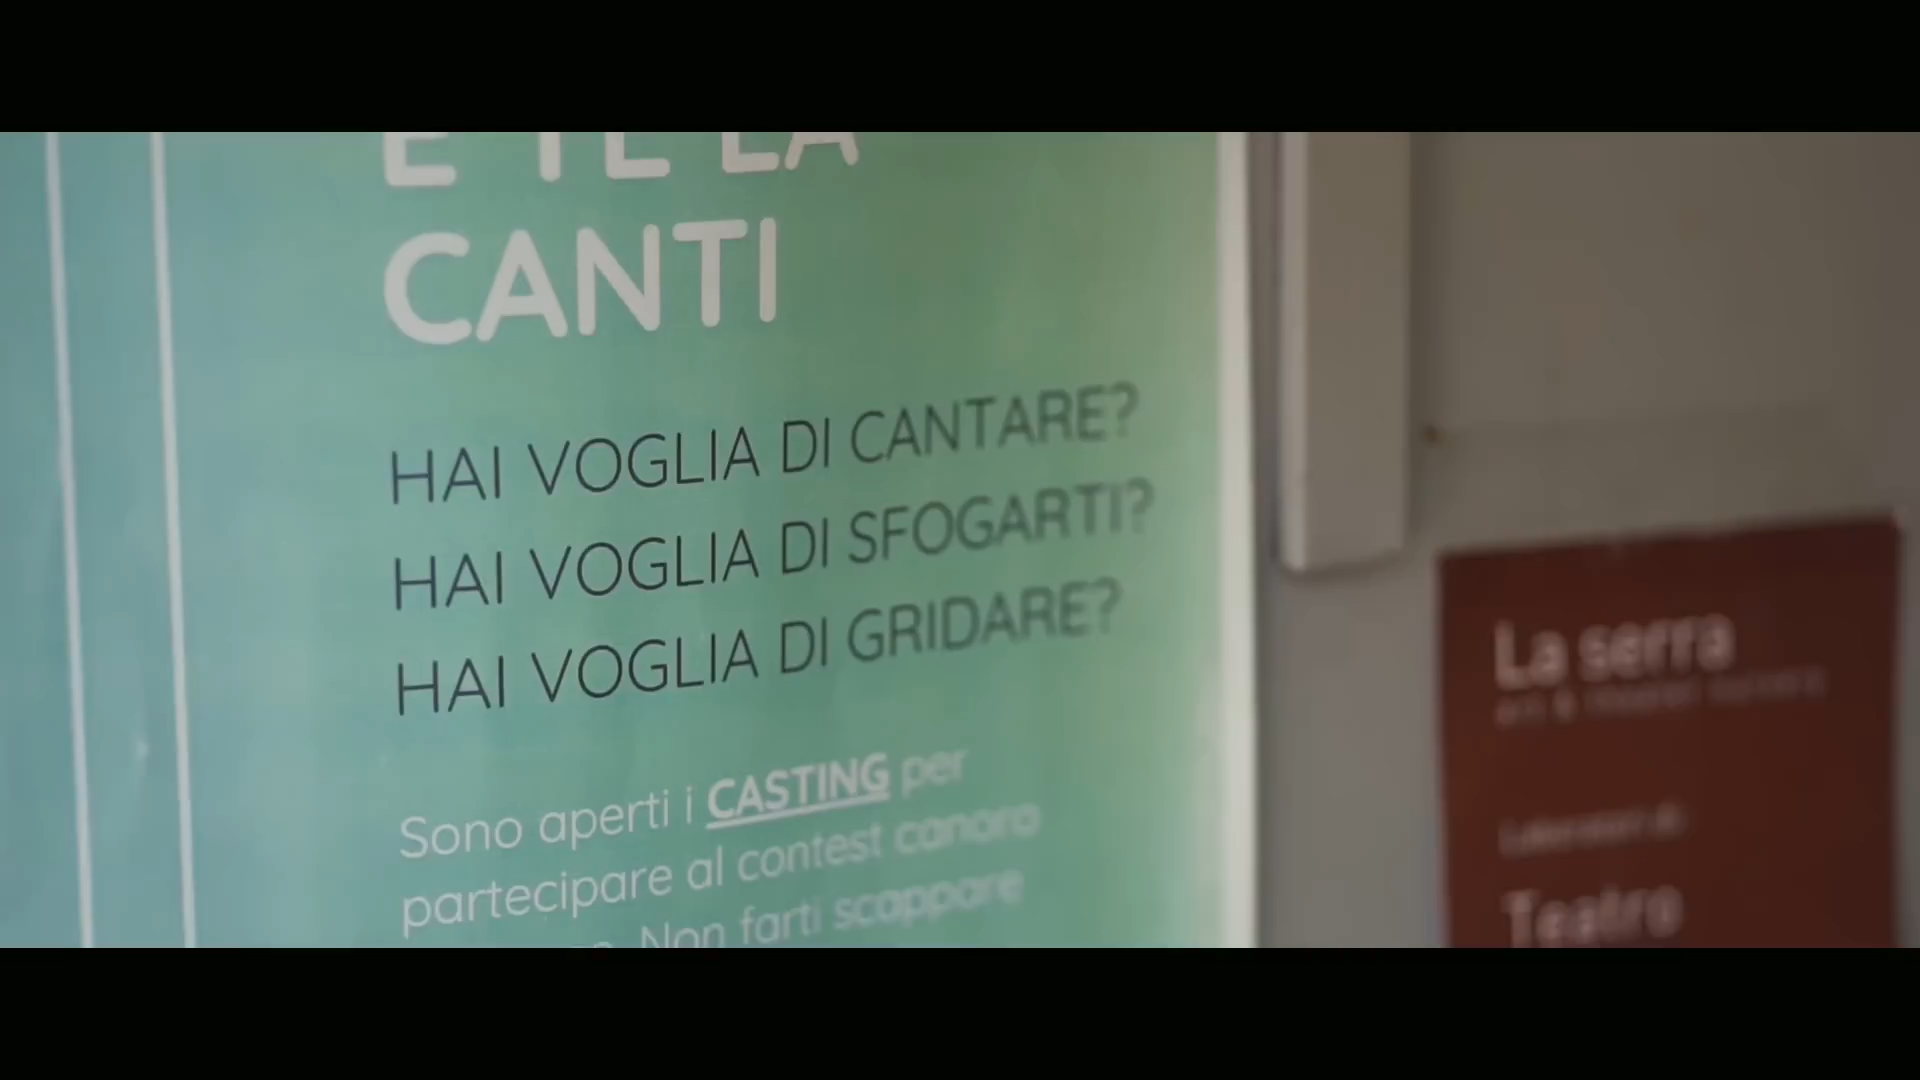 E TE LA
CANTI
HAI VOGLIA DI CANTARE?
HAI VOGLIA DI SFOGARTI?
HAI VOGLIA DI GRIDARE?
Sono aperti i CASTING per
partecipare al contest canoro
Non farti scappare
La serra
Teatro